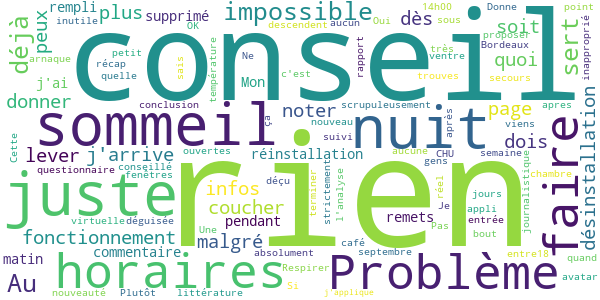 rempli
plus
supprimé
impossible
dès
14h00
Donne
point
inutile
déjà
peux
OK
descendent
aucun
Oui
sous
soit
proposer
Bordeaux
inapproprié
arnaque
conseil
petit
ventre
très
rapport
sert
j'ai
récap
quelle
sais
température
Mon
Ne
c'est
trouves
quoi
secours
donner
conclusion
scrupuleusement
apres
Cette
sommeil
ça
noter
nouveau
nuit
après
page
viens
dois
désinstallation
lever
j'arrive
conseillé
ouvertes
réinstallation
suivi
aucune
CHU
gens
semaine
faire
journalistique
questionnaire
fenêtres
juste
rien
infos
déçu
terminer
strictement
l'analyse
réel
chambre
jours
virtuelle
déguisée
coucher
pendant
Une
remets
Je
appli
entrée
Pas
bout
fonctionnement
malgré
matin
commentaire
absolument
café
septembre
entre18
quand
Au
horaires
Respirer
Problème
avatar
nouveauté
Plutôt
littérature
Si
j'applique